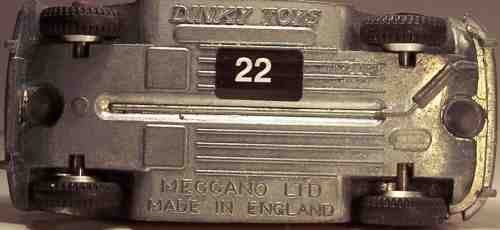 DINKY TOYS
22
MECCANO LTD
MADE IN ENGLAND